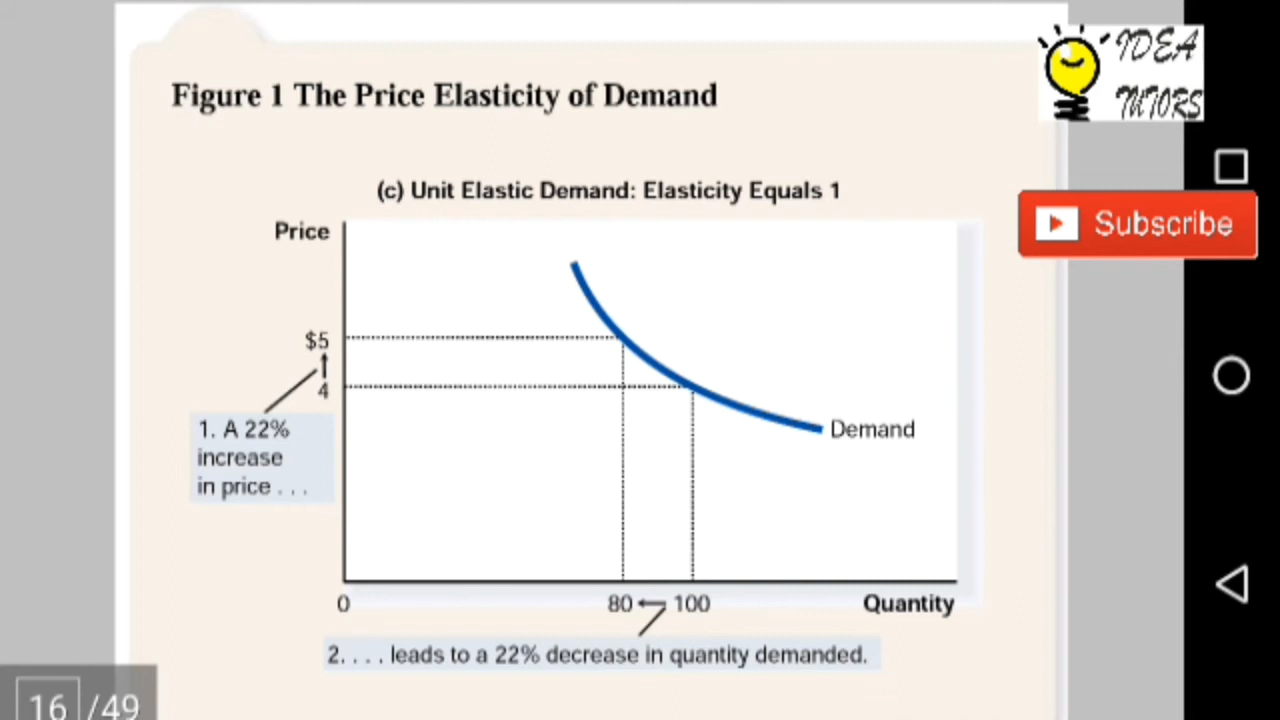 Figure 1 The Price Elasticity of Demand
IDEA
TUTORS
(c) Unit Elastic Demand: Elasticity Equals 1
Subscribe
Price
$5
4
1. A 22%
increase
in price . . .
Demand
0
80
100
Quantity
2. . . . leads to a 22% decrease in quantity demanded.
16 /49